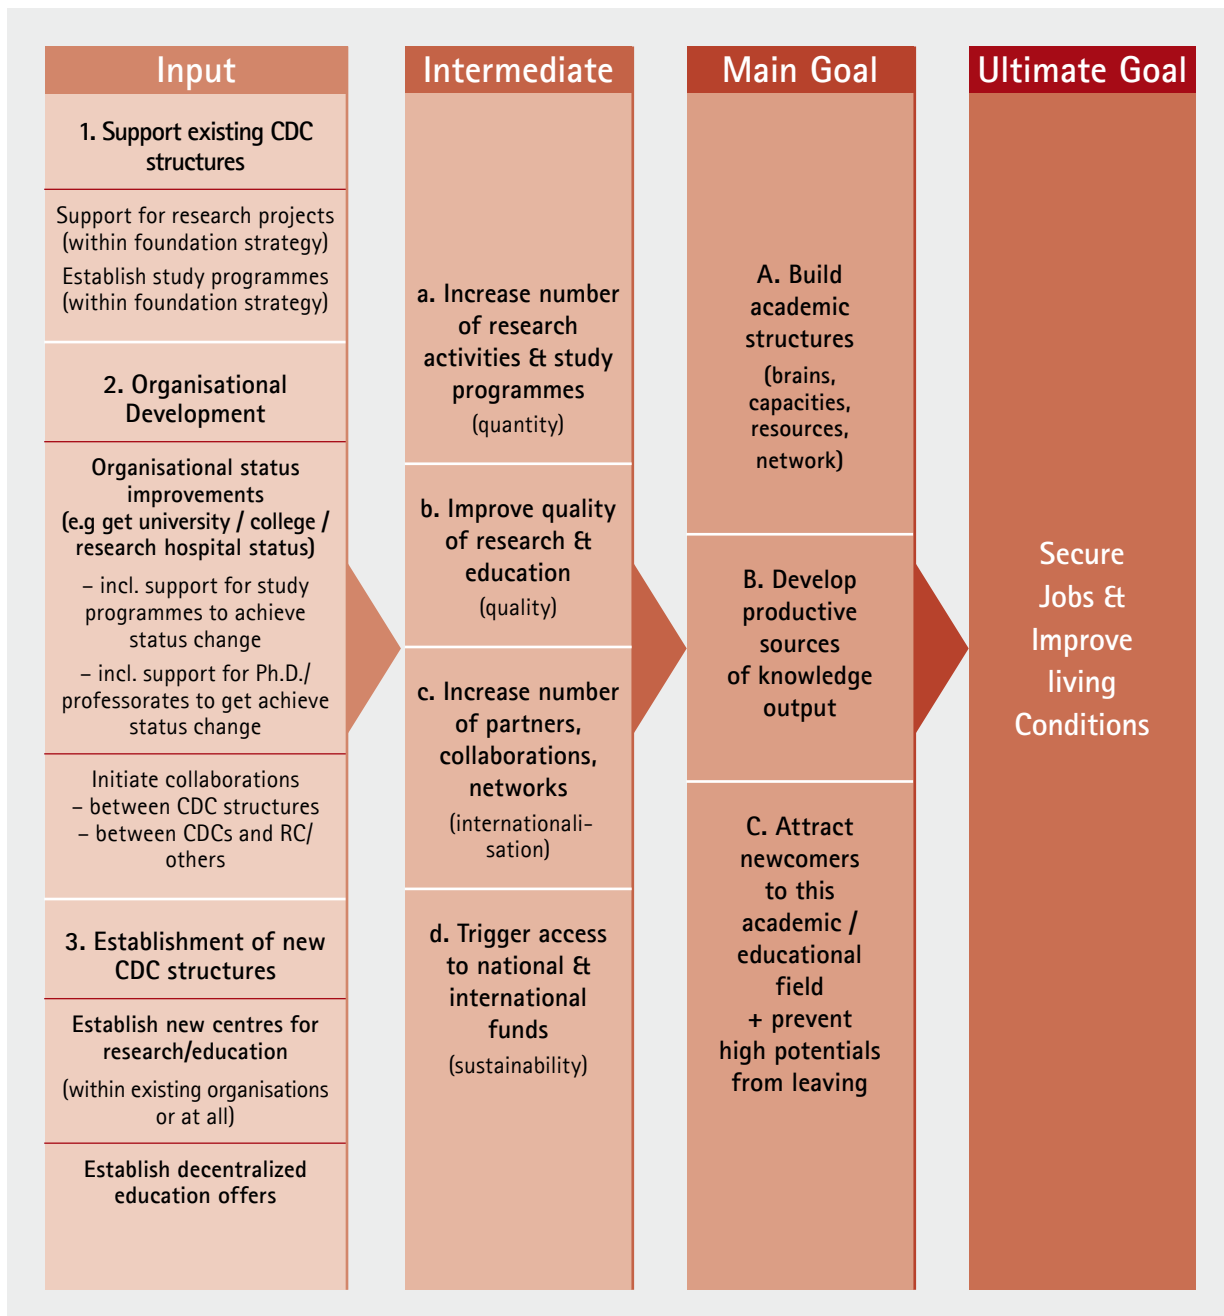 Input
1. Support existing CDC
structures
Support for research projects
(within foundation strategy)
Establish study programmes
(within foundation strategy)
2. Organisational
Development
Organisational status
improvements
(e.g get university / college /
research hospital status)
– incl. support for study
programmes to achieve
status change
– incl. support for Ph.D./
professorates to get achieve
status change
Initiate collaborations
– between CDC structures
– between CDCs and RC/
others
3. Establishment of new
CDC structures
Establish new centres for
research/education
(within existing organisations
or at all)
Establish decentralized
education offers
Intermediate
a. Increase number
of research
activities & study
programmes
(quantity)
b. Improve quality
of research &
education
(quality)
c. Increase number
of partners,
collaborations,
networks
(internationali-
sation)
d. Trigger access
to national &
international
funds
(sustainability)
Main Goal
A. Build
academic
structures
(brains,
capacities,
resources,
network)
B. Develop
productive
sources
of knowledge
output
C. Attract
newcomers
to this
academic /
educational
field
+ prevent
high potentials
from leaving
Ultimate Goal
Secure
Jobs &
Improve
living
Conditions